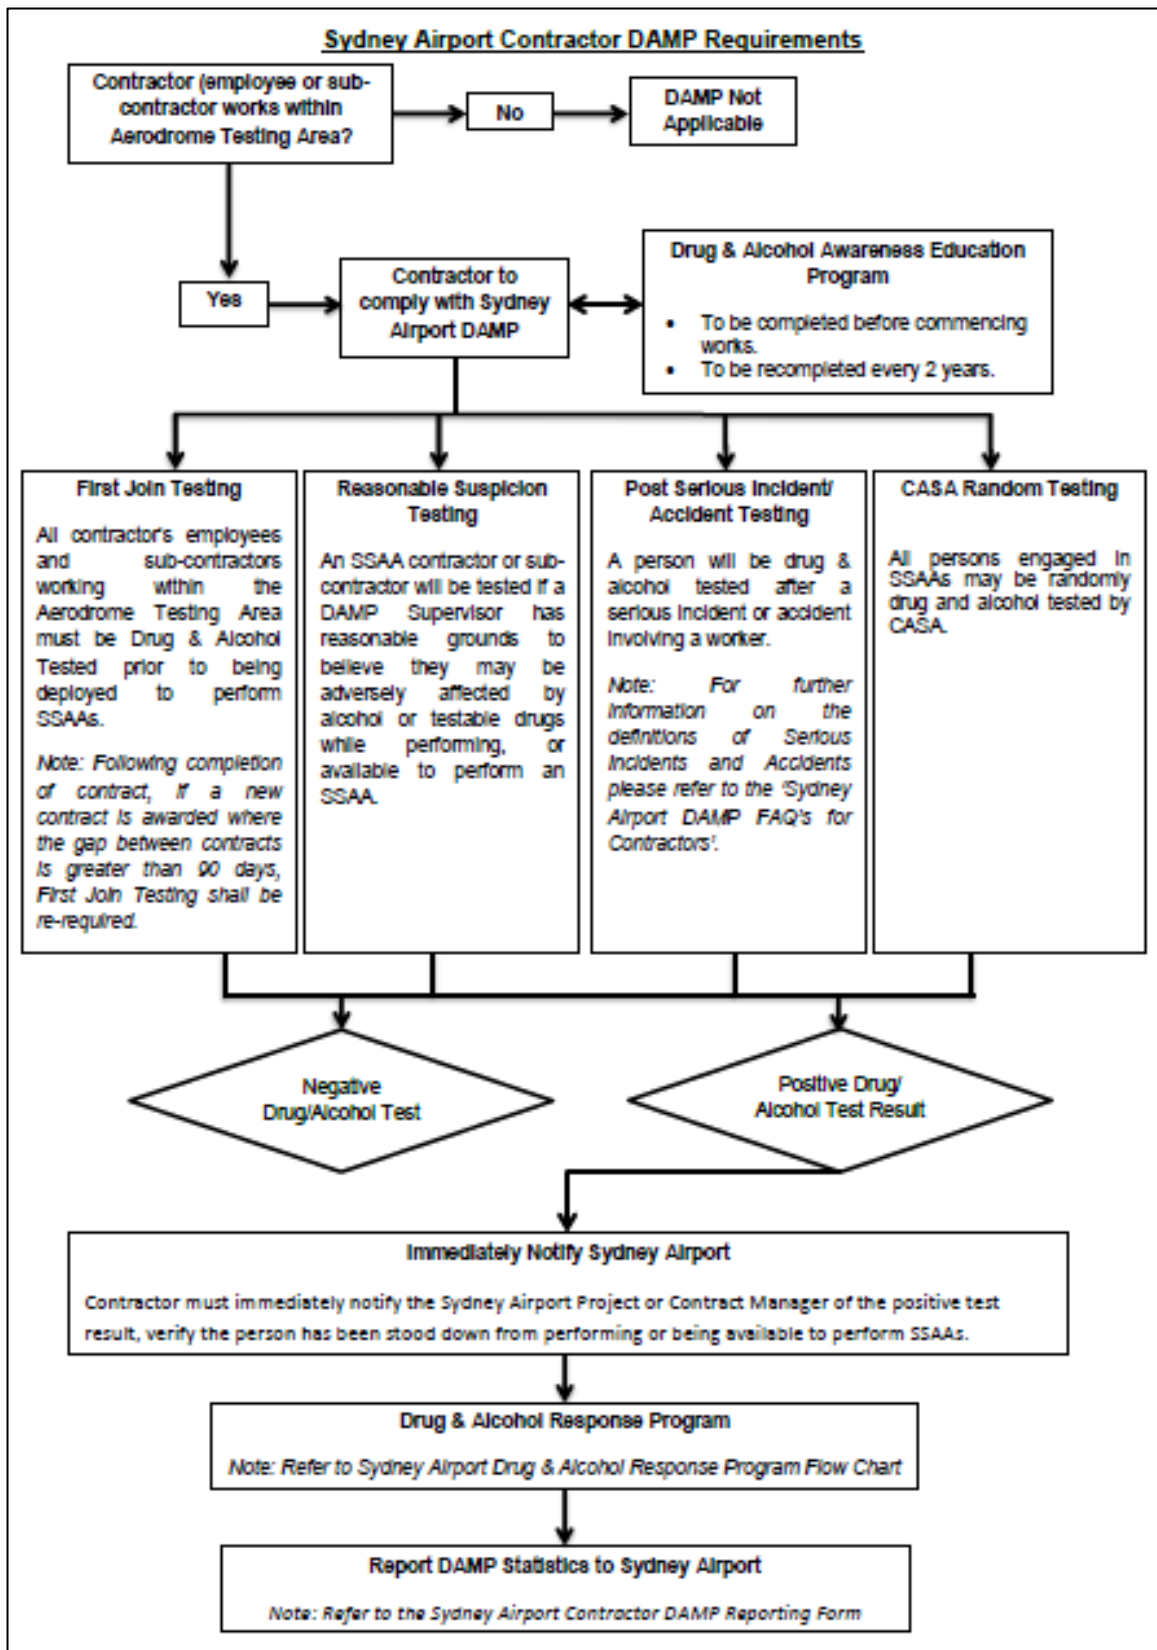 Sydney Airport Contractor DAMP Requirements
Contractor (employee or sub-
contractor works within
Aerodrome Testing Area?
No
DAMP Not
Applicable
Yes
Contractor to
comply with Sydney
Airport DAMP
Drug & Alcohol Awareness Education
Program
• To be completed before commencing
works.
• To be recompleted every 2 years.
First Join Testing
All contractor's employees
and sub-contractors
working within the
Aerodrome Testing Area
must be Drug & Alcohol
Tested prior to being
deployed to perform
SSAAs.
Note: Following completion
of contract, if a new
contract is awarded where
the gap between contracts
is greater than 90 days,
First Join Testing shall be
re-required.
Reasonable Suspicion
Testing
An SSAA contractor or sub-
contractor will be tested if a
DAMP Supervisor has
reasonable grounds to
believe they may be
adversely affected by
alcohol or testable drugs
while performing, or
available to perform an
SSAA.
Post Serious Incident/
Accident Testing
A person will be drug &
alcohol tested after a
serious incident or accident
involving a worker.
Note: For further
information on the
definitions of Serious
Incidents and Accidents
please refer to the 'Sydney
Airport DAMP FAQ's for
Contractors'.
CASA Random Testing
All persons engaged in
SSAAs may be randomly
drug and alcohol tested by
CASA.
Negative
Drug/Alcohol Test
Positive Drug/
Alcohol Test Result
Immediately Notify Sydney Airport
Contractor must immediately notify the Sydney Airport Project or Contract Manager of the positive test
result, verify the person has been stood down from performing or being available to perform SSAAs.
Drug & Alcohol Response Program
Note: Refer to Sydney Airport Drug & Alcohol Response Program Flow Chart
Report DAMP Statistics to Sydney Airport
Note: Refer to the Sydney Airport Contractor DAMP Reporting Form